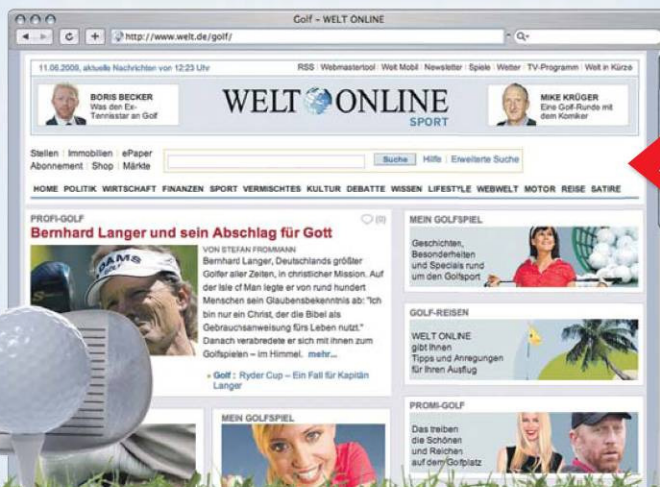 Golf – WELT ONLINE
http://www.welt.de/golf/
11.06.2008, aktuelle Nachrichten von 12:23 Uhr
RSS Webmastertool Welt Mobil Newsletter Spiele Wetter TV-Programm Welt in Kürze
BORIS BECKER
Was den Ex-
Tennisstar an Golf
WELT ONLINE
SPORT
MIKE KRÜGER
Eine Golf-Runde mit
dem Komiker
Stellen Immobilien ePaper
Abonnement Shop Märkte
Suche Hilfe Erweiterte Suche
HOME POLITIK WIRTSCHAFT FINANZEN SPORT VERMISCHTES KULTUR DEBATTE WISSEN LIFESTYLE WEBWELT MOTOR REISE SATIRE
PROFI-GOLF
(0)
Bernhard Langer und sein Abschlag für Gott
ADAMS
GOLF
VON STEFAN FROMMANN
Bernhard Langer, Deutschlands größter
Golfer aller Zeiten, in christlicher Mission. Auf
der Isle of Man legte er von rund hundert
Menschen sein Glaubensbekenntnis ab: "Ich
bin nur ein Christ, der die Bibel als
Gebrauchsanweisung fürs Leben nutzt."
Danach verabredete er sich mit ihnen zum
Golfspielen – im Himmel. mehr...
Golf : Ryder Cup – Ein Fall für Kapitän
Langer
MEIN GOLFSPIEL
Geschichten,
Besonderheiten
und Specials rund
um den Golfsport
GOLF-REISEN
WELT ONLINE
gibt Ihnen
Tipps und Anregungen
für Ihren Ausflug
PROMI-GOLF
Das treiben
die Schönen
und Reichen
auf dem Golfplatz
MEIN GOLFSPIEL